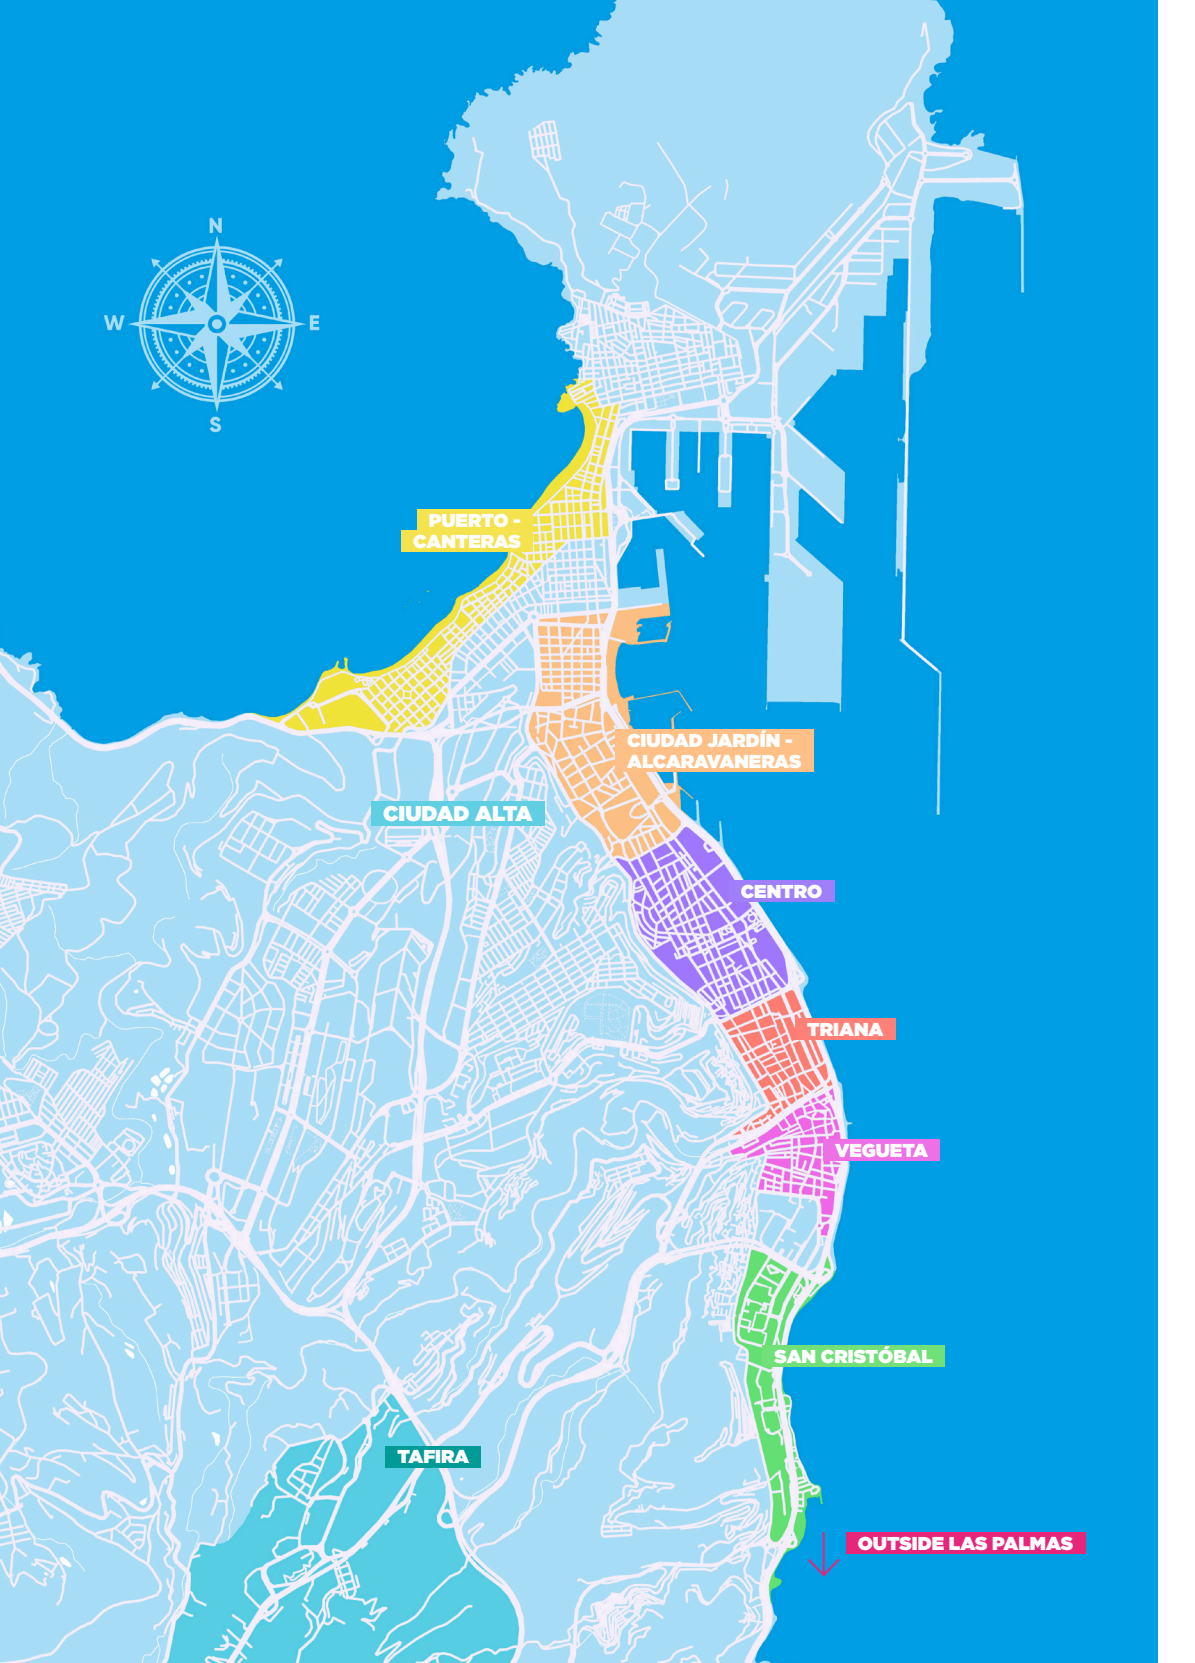 N
W
E
S
PUERTO -
CANTERAS
CIUDAD JARDÍN -
ALCARAVANERAS
CIUDAD ALTA
CENTRO
TRIANA
VEGUETA
SAN CRISTÓBAL
TAFIRA
OUTSIDE LAS PALMAS